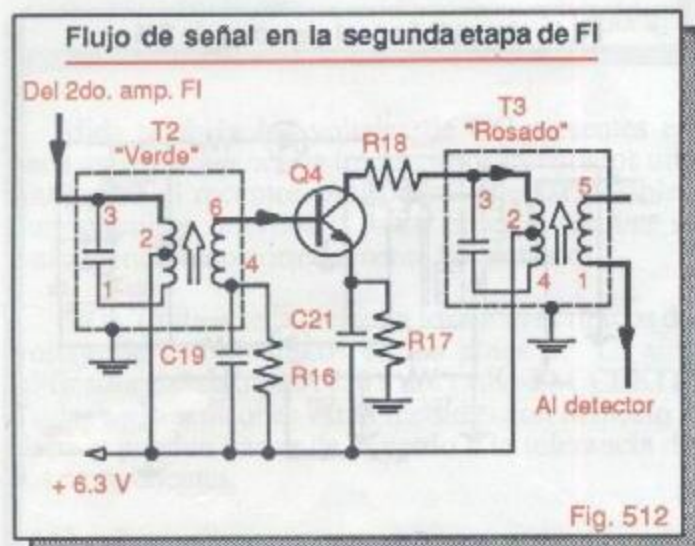 Flujo de señal en la segunda etapa de FI
Del 2do. amp. FI
T2
"Verde"
3
2
1
6
4
Q4
R18
T3
"Rosado"
3
2
4
5
1
C19
R16
C21
R17
Al detector
+ 6.3 V
Fig. 512